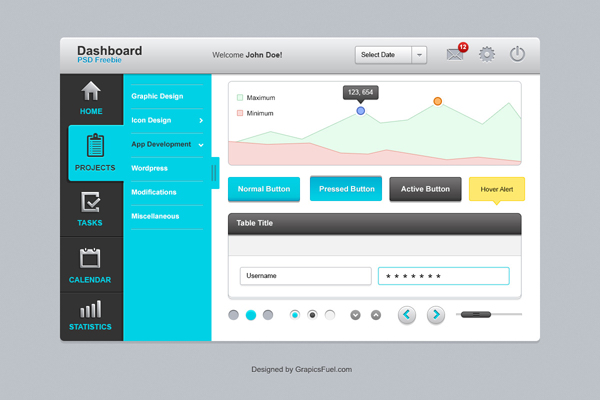 Dashboard
PSD Freebie
Welcome John Doe!
Select Date
12
HOME
PROJECTS
TASKS
CALENDAR
STATISTICS
Graphic Design
Icon Design
App Development
Wordpress
Modifications
Miscellaneous
Maximum
Minimum
123, 654
Normal Button
Pressed Button
Active Button
Hover Alert
Table Title
Username
* * * * * * *
Designed by GrapicsFuel.com